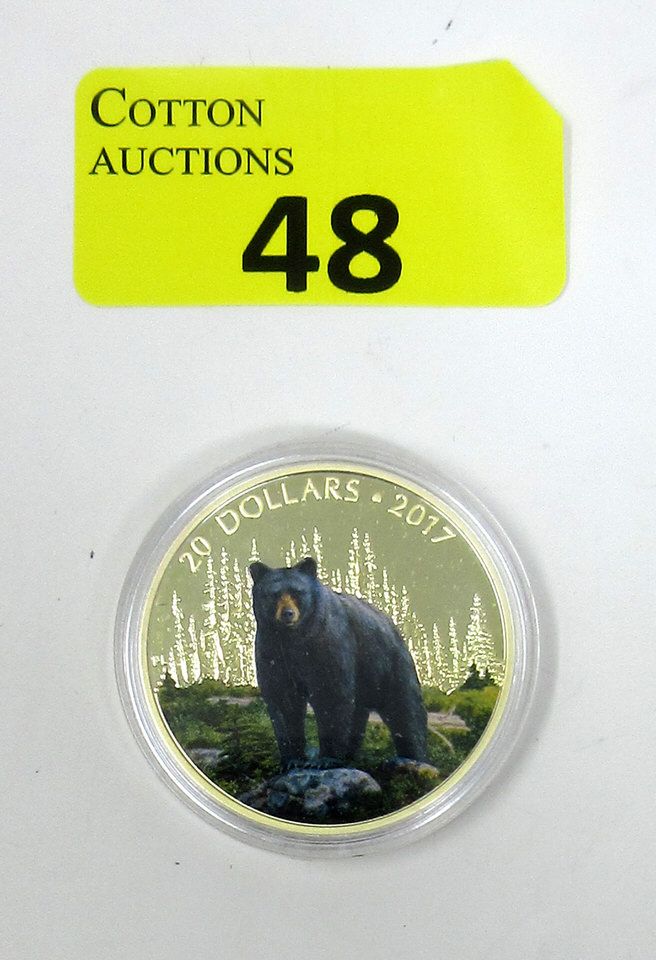 COTTON
AUCTIONS
48
20 DOLLARS • 2017